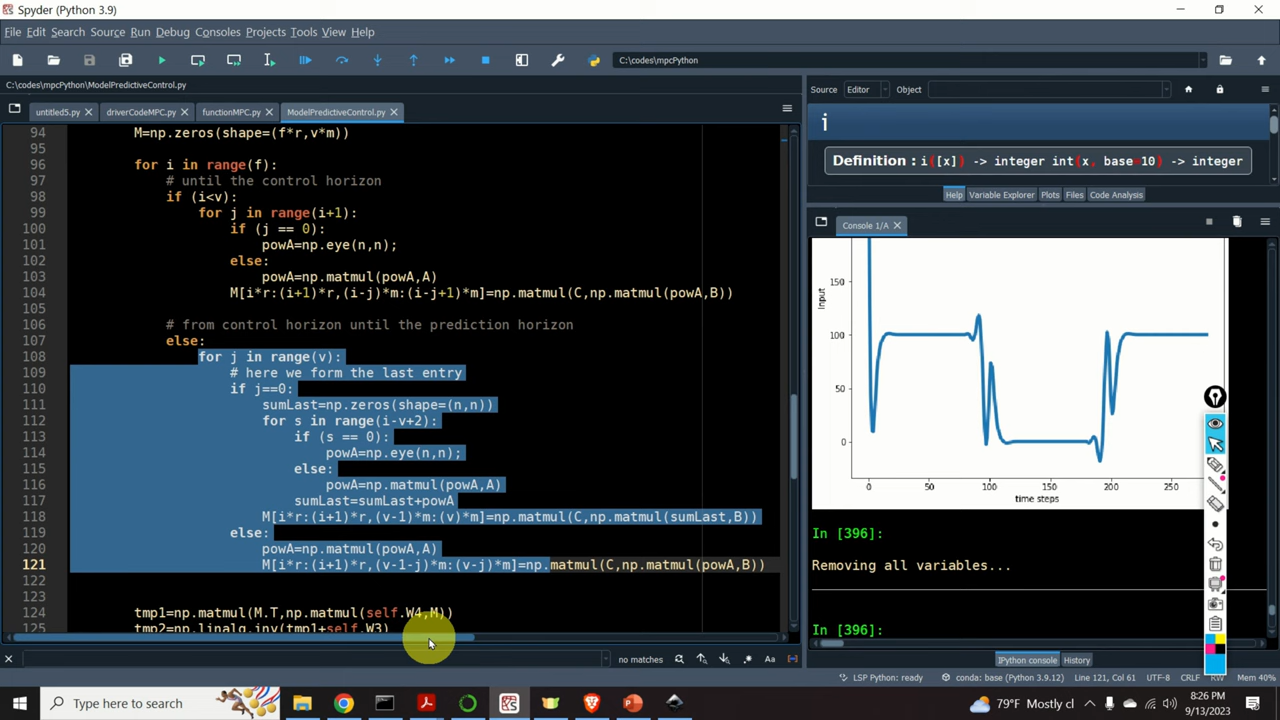 Spyder (Python 3.9)
File Edit Search Source Run Debug Consoles Projects Tools View Help
C:\codes\mpcPython
C:\codes\mpcPython\ModelPredictiveControl.py
untitled5.py driverCodeMPC.py functionMPC.py ModelPredictiveControl.py
94 M=np.zeros(shape=(f*r,v*m))
95
96 for i in range(f):
97 # until the control horizon
98 if (i<v):
99 for j in range(i+1):
100 if (j == 0):
101 powA=np.eye(n,n);
102 else:
103 powA=np.matmul(powA,A)
104 M[i*r:(i+1)*r,(i-j)*m:(i-j+1)*m]=np.matmul(C,np.matmul(powA,B))
105
106 # from control horizon until the prediction horizon
107 else:
108 for j in range(v):
109 # here we form the last entry
110 if j==0:
111 sumLast=np.zeros(shape=(n,n))
112 for s in range(i-v+2):
113 if (s == 0):
114 powA=np.eye(n,n);
115 else:
116 powA=np.matmul(powA,A)
117 sumLast=sumLast+powA
118 M[i*r:(i+1)*r,(v-1)*m:(v)*m]=np.matmul(C,np.matmul(sumLast,B))
119 else:
120 powA=np.matmul(powA,A)
121 M[i*r:(i+1)*r,(v-1-j)*m:(v-j)*m]=np.matmul(C,np.matmul(powA,B))
122
123
124 tmp1=np.matmul(M.T,np.matmul(self.W4,M))
125 tmp2=np.linalg.inv(tmp1+self.W3)
no matches Aa
Source Editor Object
i
Definition : i([x]) -> integer int(x, base=10) -> integer
Help Variable Explorer Plots Files Code Analysis
Console 1/A
Input
150
100
50
0
0 50 100 150 200 250
time steps
In [396]:
Removing all variables...
In [396]:
IPython console History
LSP Python: ready conda: base (Python 3.9.12) Line 121, Col 61 UTF-8 CRLF RW Mem 40%
Type here to search
79°F Mostly cl
8:26 PM
9/13/2023